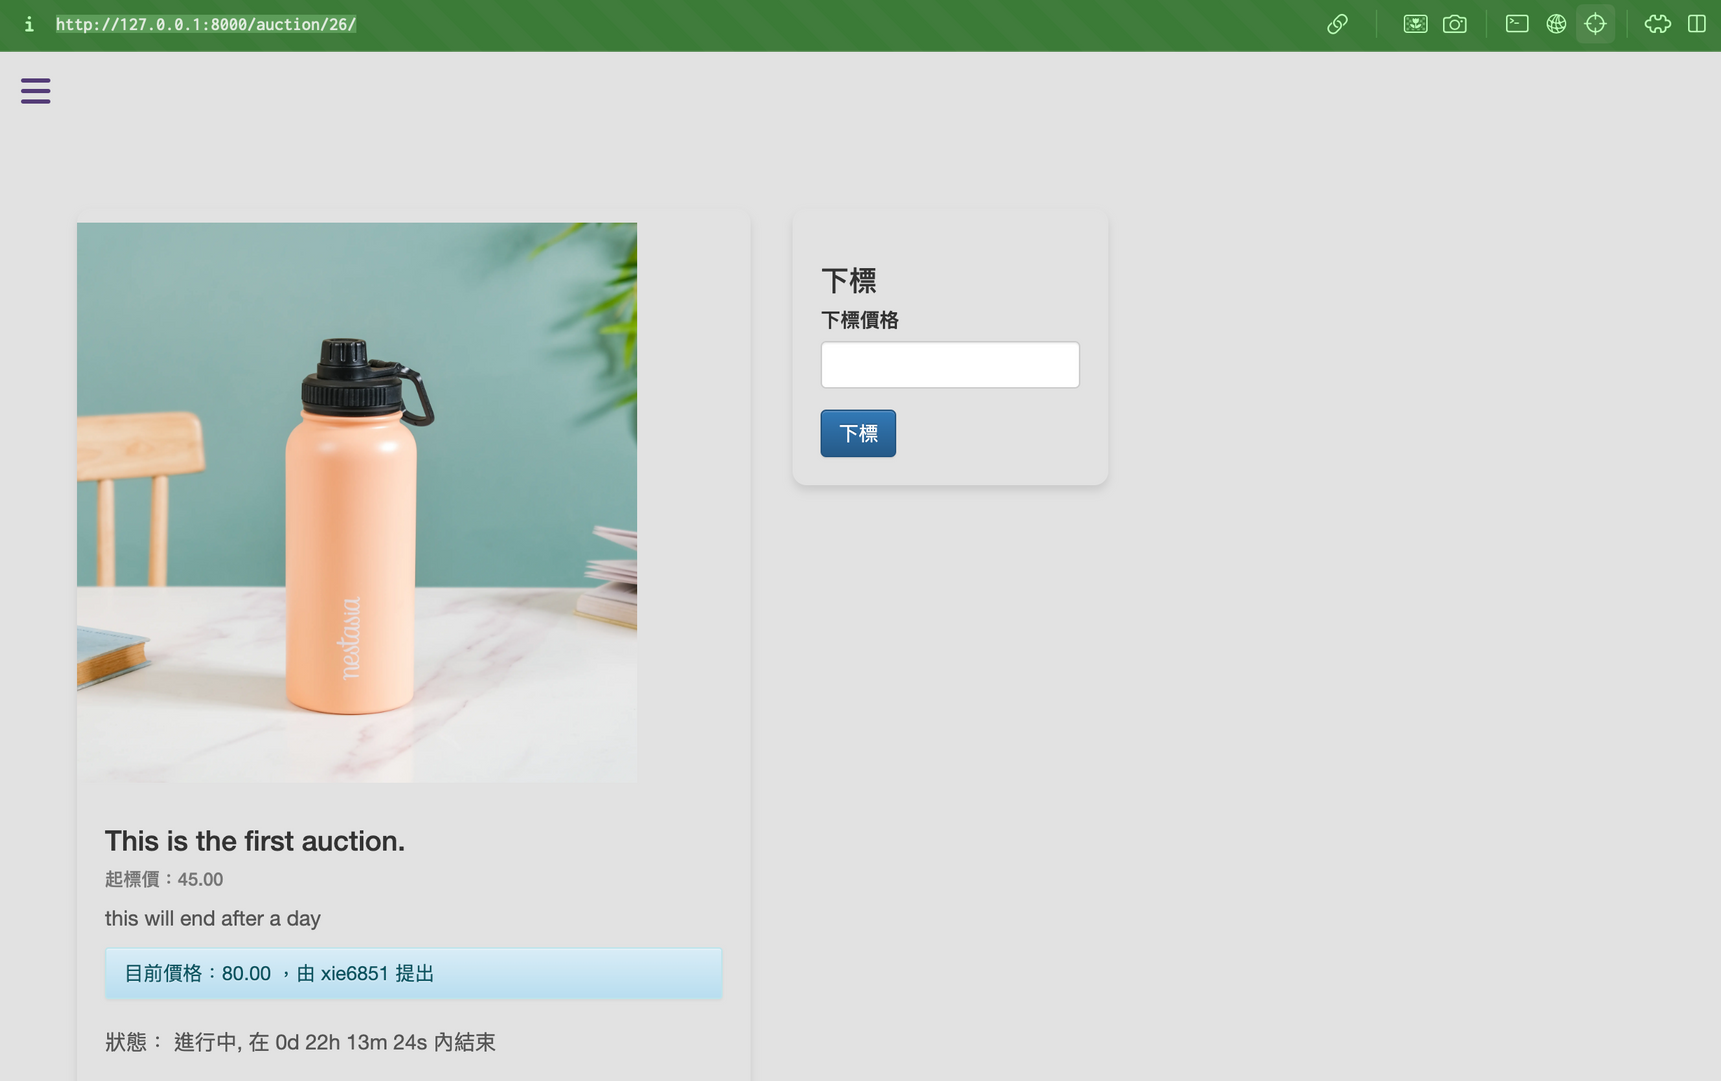 http://127.0.0.1:8000/auction/26/
下標
下標價格
下標
nestasia
This is the first auction.
起標價：45.00
this will end after a day
目前價格：80.00 ，由 xie6851 提出
狀態： 進行中, 在 0d 22h 13m 24s 內結束